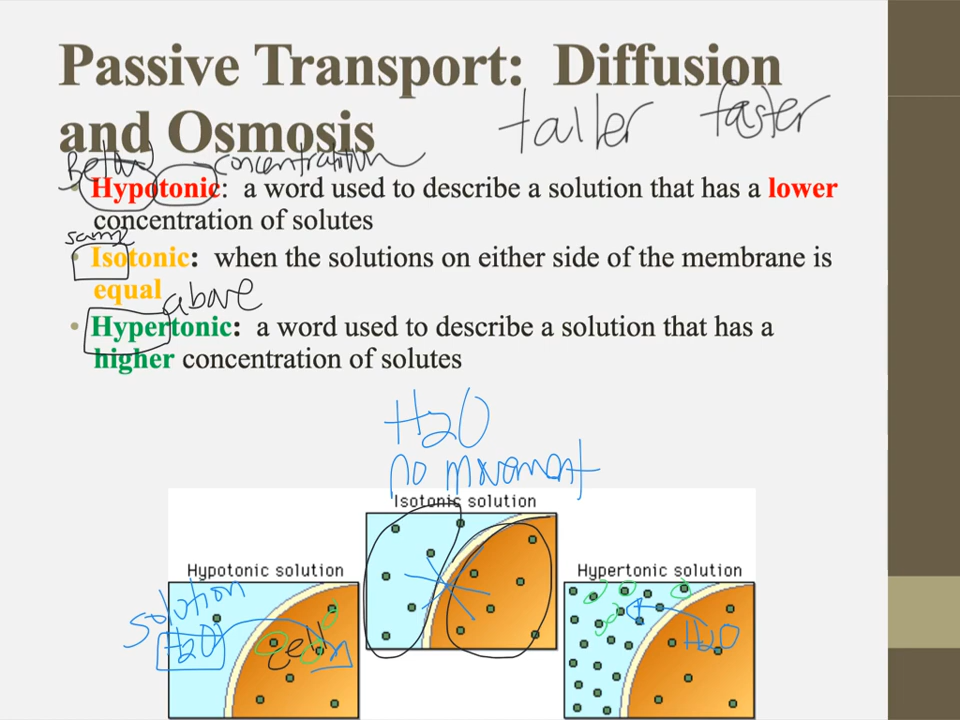 Passive Transport: Diffusion
and Osmosis
taller faster
Below concentration
• Hypotonic: a word used to describe a solution that has a lower
concentration of solutes
same
• Isotonic: when the solutions on either side of the membrane is
equal
above
• Hypertonic: a word used to describe a solution that has a
higher concentration of solutes
H2O
no movement
Isotonic solution
Hypotonic solution
Hypertonic solution
solution
H2O
cell
H2O